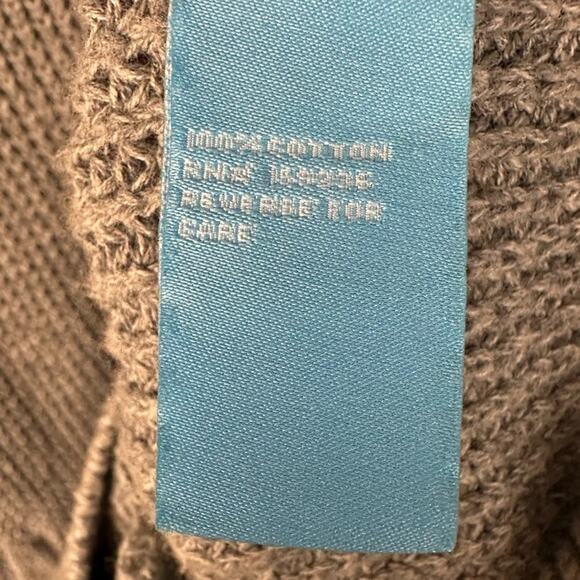 100% COTTON
RN#
REVERSE FOR
CARE